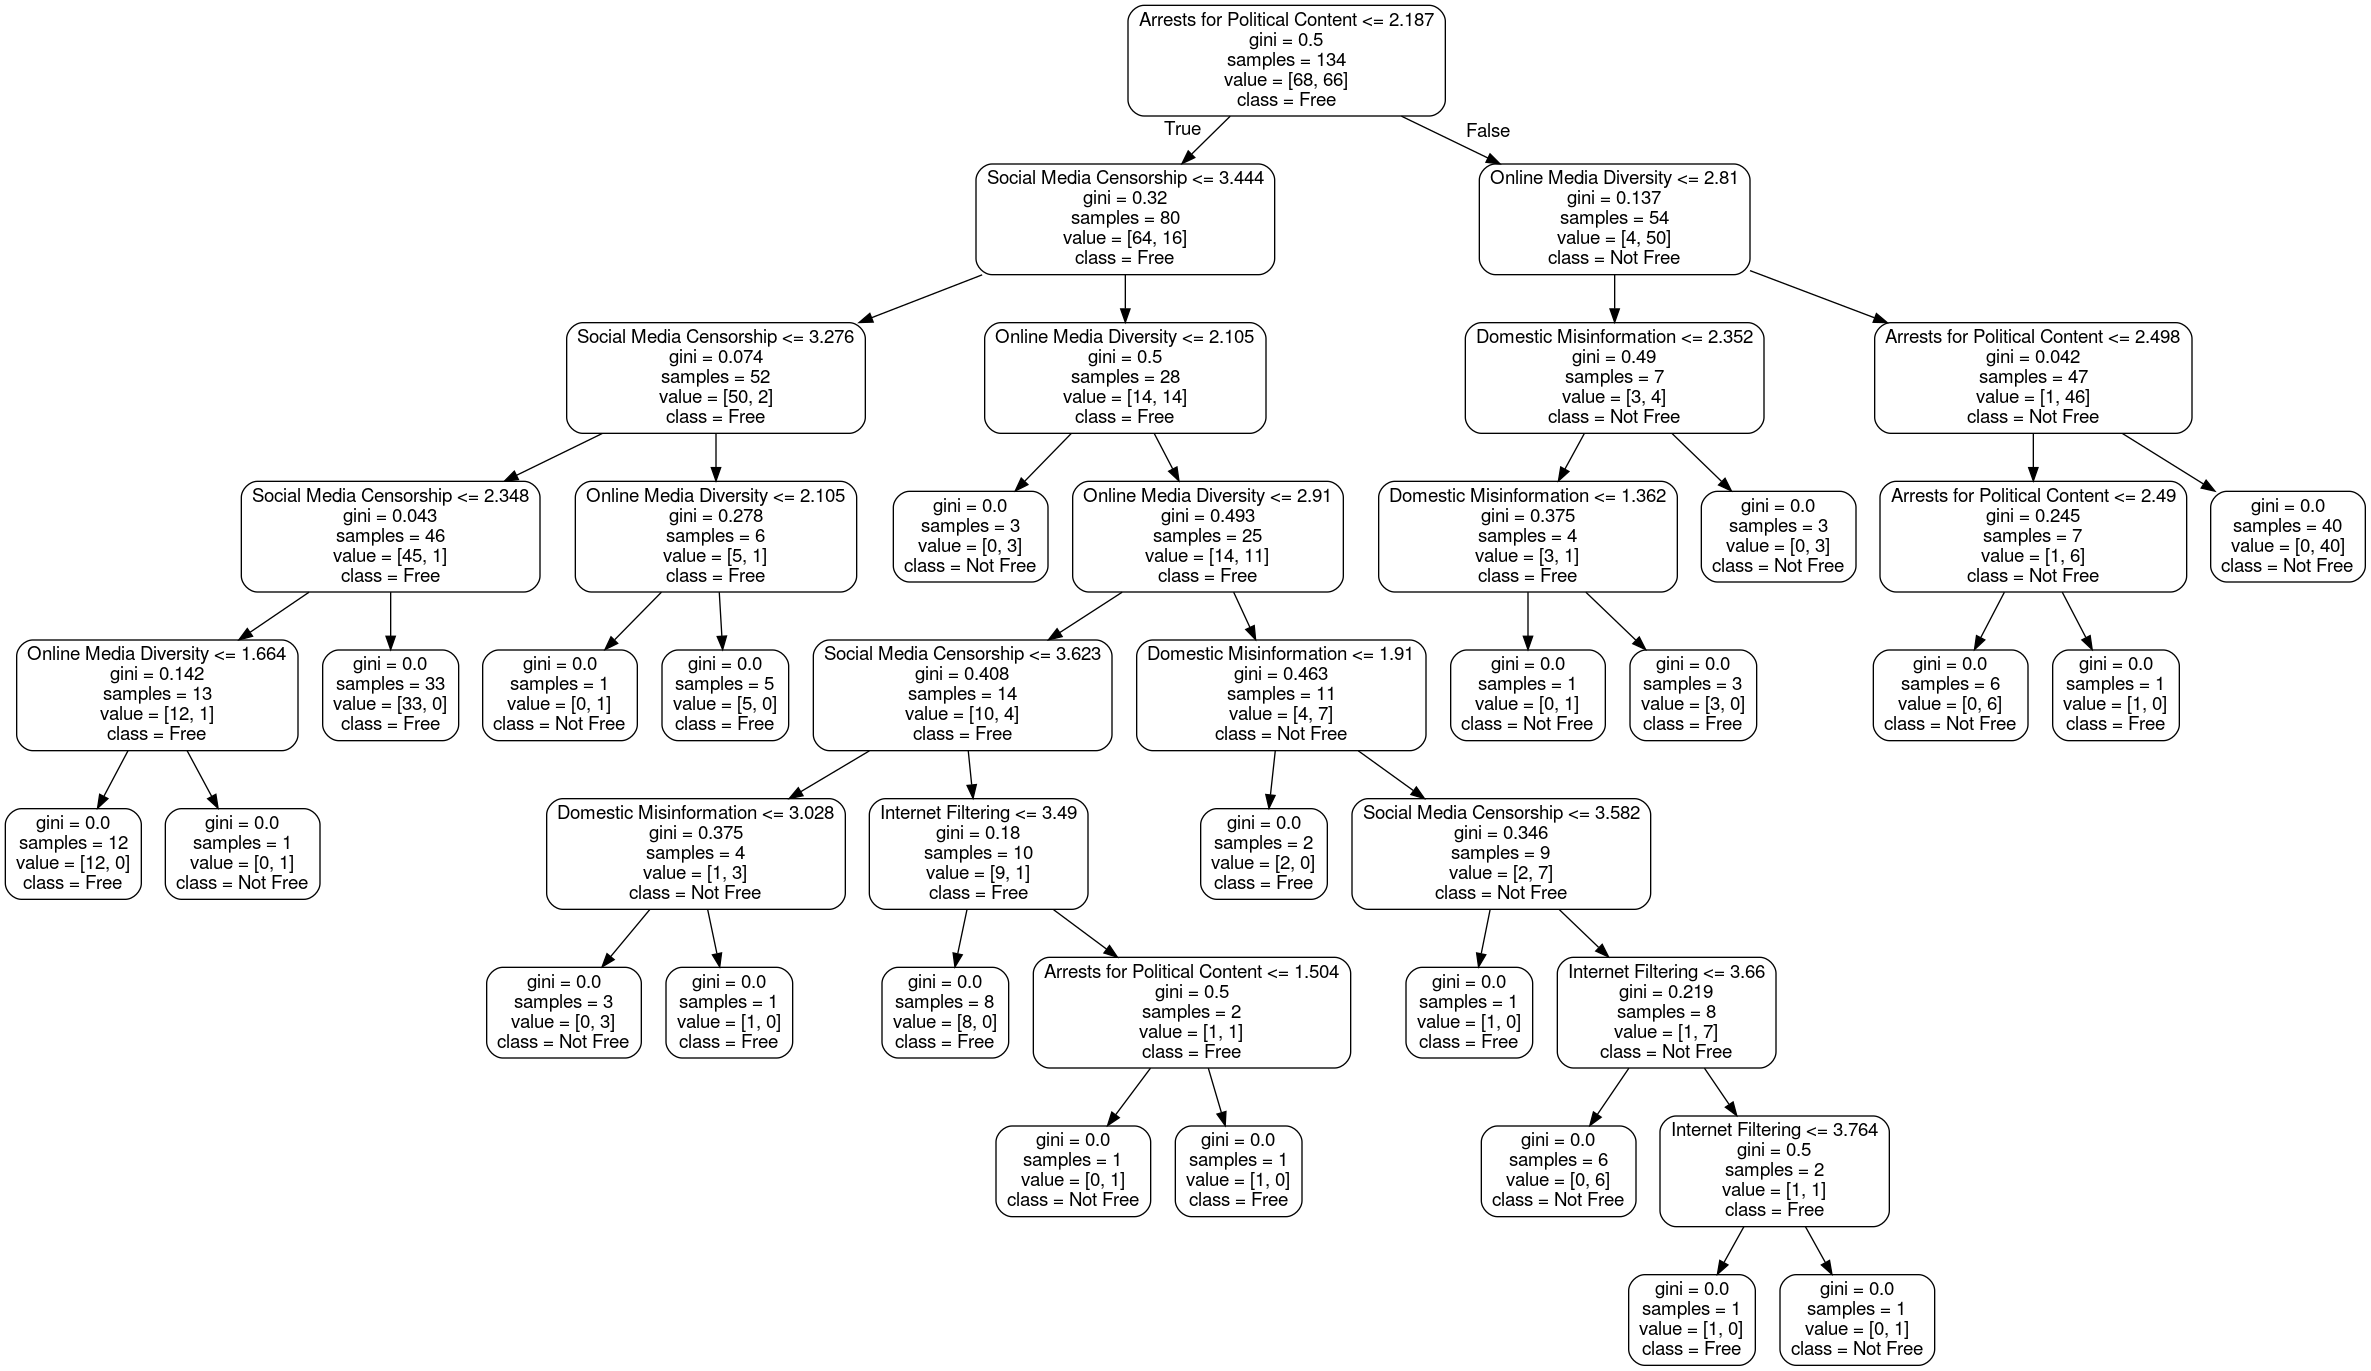 Arrests for Political Content <= 2.187
gini = 0.5
samples = 134
value = [68, 66]
class = Free
True
False
Social Media Censorship <= 3.444
gini = 0.32
samples = 80
value = [64, 16]
class = Free
Online Media Diversity <= 2.81
gini = 0.137
samples = 54
value = [4, 50]
class = Not Free
Social Media Censorship <= 3.276
gini = 0.074
samples = 52
value = [50, 2]
class = Free
Online Media Diversity <= 2.105
gini = 0.5
samples = 28
value = [14, 14]
class = Free
Domestic Misinformation <= 2.352
gini = 0.49
samples = 7
value = [3, 4]
class = Not Free
Arrests for Political Content <= 2.498
gini = 0.042
samples = 47
value = [1, 46]
class = Not Free
Social Media Censorship <= 2.348
gini = 0.043
samples = 46
value = [45, 1]
class = Free
Online Media Diversity <= 2.105
gini = 0.278
samples = 6
value = [5, 1]
class = Free
gini = 0.0
samples = 3
value = [0, 3]
class = Not Free
Online Media Diversity <= 2.91
gini = 0.493
samples = 25
value = [14, 11]
class = Free
Domestic Misinformation <= 1.362
gini = 0.375
samples = 4
value = [3, 1]
class = Free
gini = 0.0
samples = 3
value = [0, 3]
class = Not Free
Arrests for Political Content <= 2.49
gini = 0.245
samples = 7
value = [1, 6]
class = Not Free
gini = 0.0
samples = 40
value = [0, 40]
class = Not Free
Online Media Diversity <= 1.664
gini = 0.142
samples = 13
value = [12, 1]
class = Free
gini = 0.0
samples = 33
value = [33, 0]
class = Free
gini = 0.0
samples = 1
value = [0, 1]
class = Not Free
gini = 0.0
samples = 5
value = [5, 0]
class = Free
Social Media Censorship <= 3.623
gini = 0.408
samples = 14
value = [10, 4]
class = Free
Domestic Misinformation <= 1.91
gini = 0.463
samples = 11
value = [4, 7]
class = Not Free
gini = 0.0
samples = 1
value = [0, 1]
class = Not Free
gini = 0.0
samples = 3
value = [3, 0]
class = Free
gini = 0.0
samples = 6
value = [0, 6]
class = Not Free
gini = 0.0
samples = 1
value = [1, 0]
class = Free
gini = 0.0
samples = 12
value = [12, 0]
class = Free
gini = 0.0
samples = 1
value = [0, 1]
class = Not Free
Domestic Misinformation <= 3.028
gini = 0.375
samples = 4
value = [1, 3]
class = Not Free
Internet Filtering <= 3.49
gini = 0.18
samples = 10
value = [9, 1]
class = Free
gini = 0.0
samples = 2
value = [2, 0]
class = Free
Social Media Censorship <= 3.582
gini = 0.346
samples = 9
value = [2, 7]
class = Not Free
gini = 0.0
samples = 3
value = [0, 3]
class = Not Free
gini = 0.0
samples = 1
value = [1, 0]
class = Free
gini = 0.0
samples = 8
value = [8, 0]
class = Free
Arrests for Political Content <= 1.504
gini = 0.5
samples = 2
value = [1, 1]
class = Free
gini = 0.0
samples = 1
value = [1, 0]
class = Free
Internet Filtering <= 3.66
gini = 0.219
samples = 8
value = [1, 7]
class = Not Free
gini = 0.0
samples = 1
value = [0, 1]
class = Not Free
gini = 0.0
samples = 1
value = [1, 0]
class = Free
gini = 0.0
samples = 6
value = [0, 6]
class = Not Free
Internet Filtering <= 3.764
gini = 0.5
samples = 2
value = [1, 1]
class = Free
gini = 0.0
samples = 1
value = [1, 0]
class = Free
gini = 0.0
samples = 1
value = [0, 1]
class = Not Free